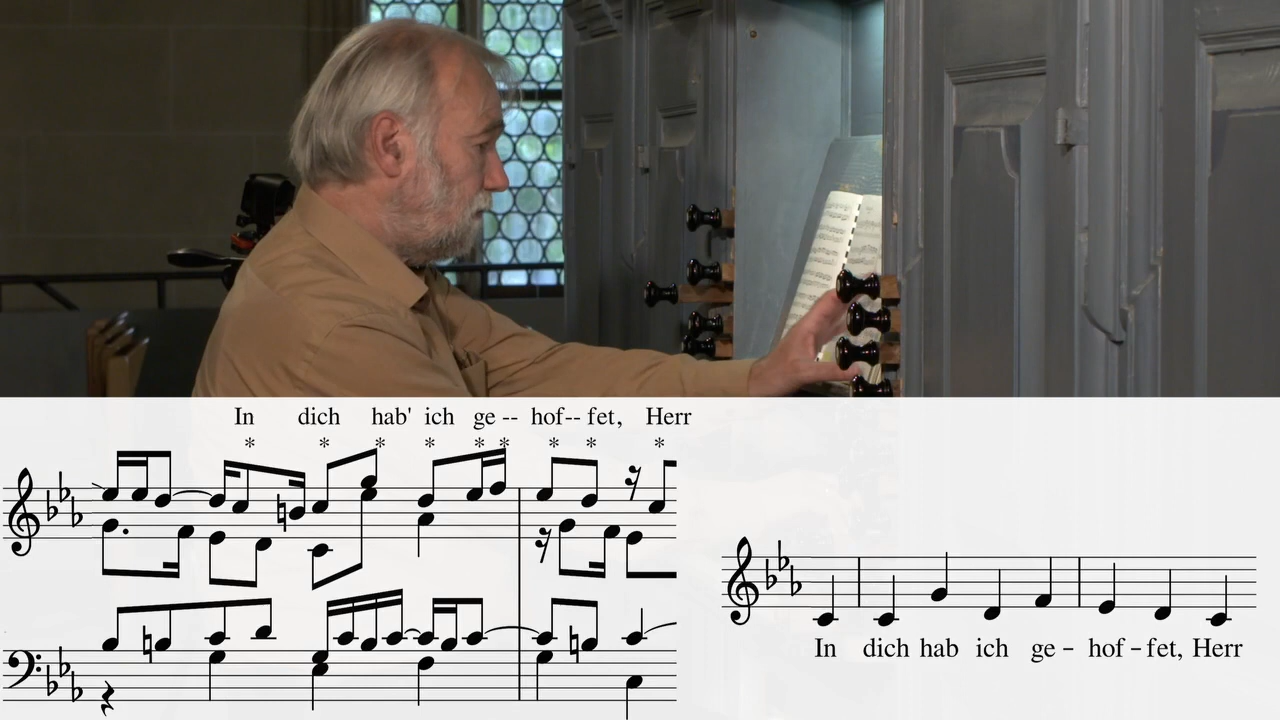 In dich hab' ich ge -- hof-- fet, Herr
* * * * * * * * *
In dich hab ich ge – hof – fet, Herr